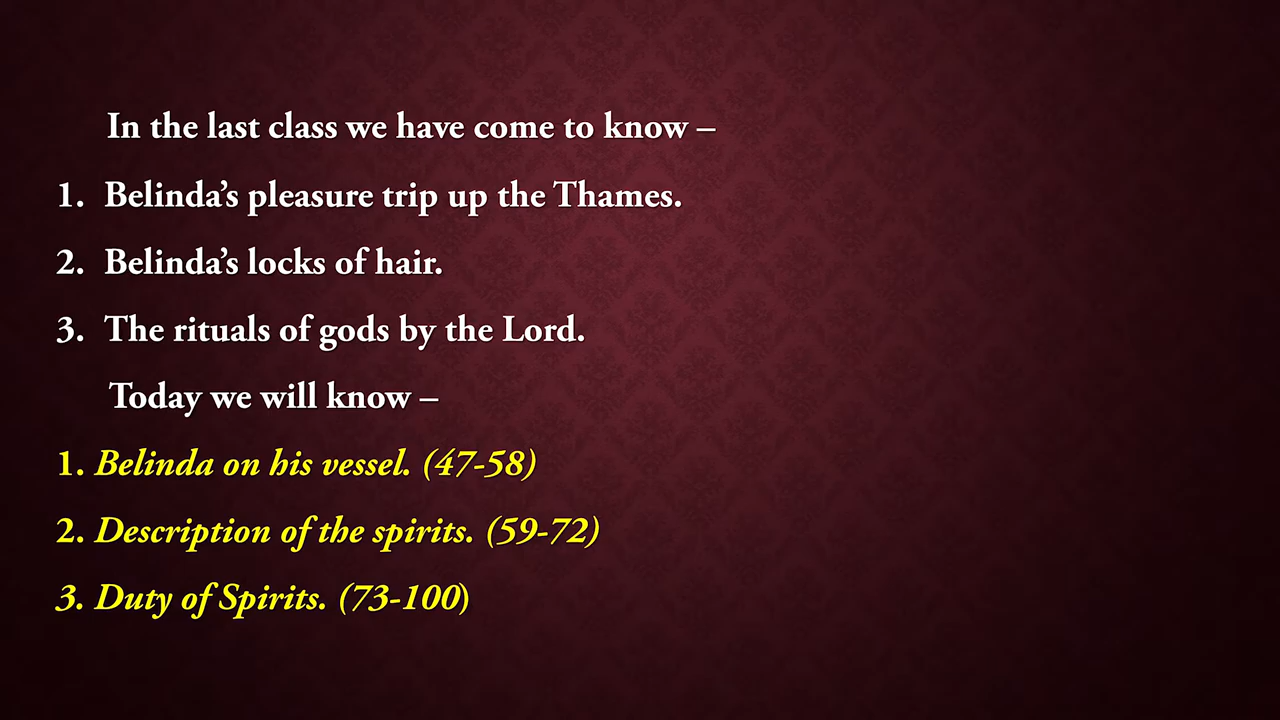 In the last class we have come to know –
1. Belinda’s pleasure trip up the Thames.
2. Belinda’s locks of hair.
3. The rituals of gods by the Lord.
Today we will know –
1. Belinda on his vessel. (47-58)
2. Description of the spirits. (59-72)
3. Duty of Spirits. (73-100)